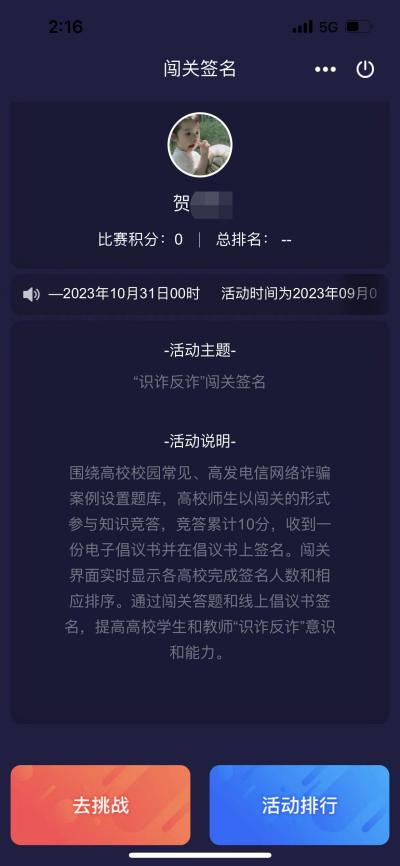 2:16
5G
闯关签名
贺
比赛积分：0 | 总排名： --
—2023年10月31日00时 活动时间为2023年09月0
-活动主题-
“识诈反诈”闯关签名
-活动说明-
围绕高校校园常见、高发电信网络诈骗
案例设置题库，高校师生以闯关的形式
参与知识竞答，竞答累计10分，收到一
份电子倡议书并在倡议书上签名。闯关
界面实时显示各高校完成签名人数和相
应排序。通过闯关答题和线上倡议书签
名，提高高校学生和教师“识诈反诈”意识
和能力。
去挑战 活动排行